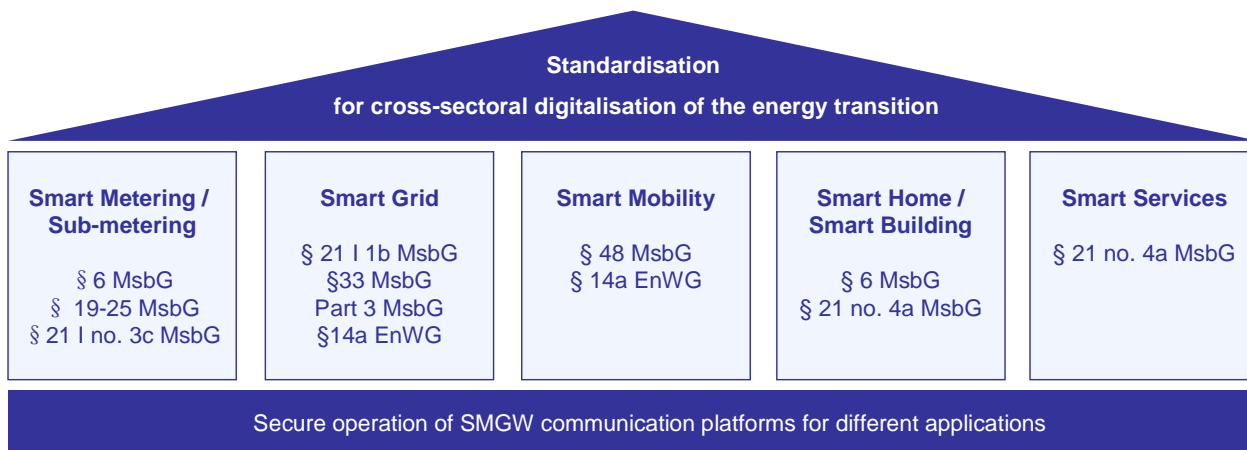 Standardisation
for cross-sectoral digitalisation of the energy transition
Smart Metering /
Sub-metering
§ 6 MsbG
§ 19-25 MsbG
§ 21 I no. 3c MsbG
Smart Grid
§ 21 I 1b MsbG
§33 MsbG
Part 3 MsbG
§14a EnWG
Smart Mobility
§ 48 MsbG
§ 14a EnWG
Smart Home /
Smart Building
§ 6 MsbG
§ 21 no. 4a MsbG
Smart Services
§ 21 no. 4a MsbG
Secure operation of SMGW communication platforms for different applications